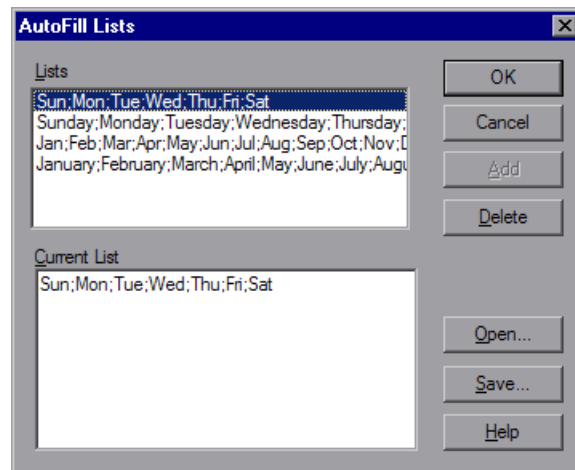 AutoFill Lists
Lists
Sun;Mon;Tue;Wed;Thu;Fri;Sat
Sunday;Monday;Tuesday;Wednesday;Thursday;
Jan;Feb;Mar;Apr;May;Jun;Jul;Aug;Sep;Oct;Nov;D
January;February;March;April;May;June;July;Augu
OK
Cancel
Add
Delete
Current List
Sun;Mon;Tue;Wed;Thu;Fri;Sat
Open...
Save...
Help